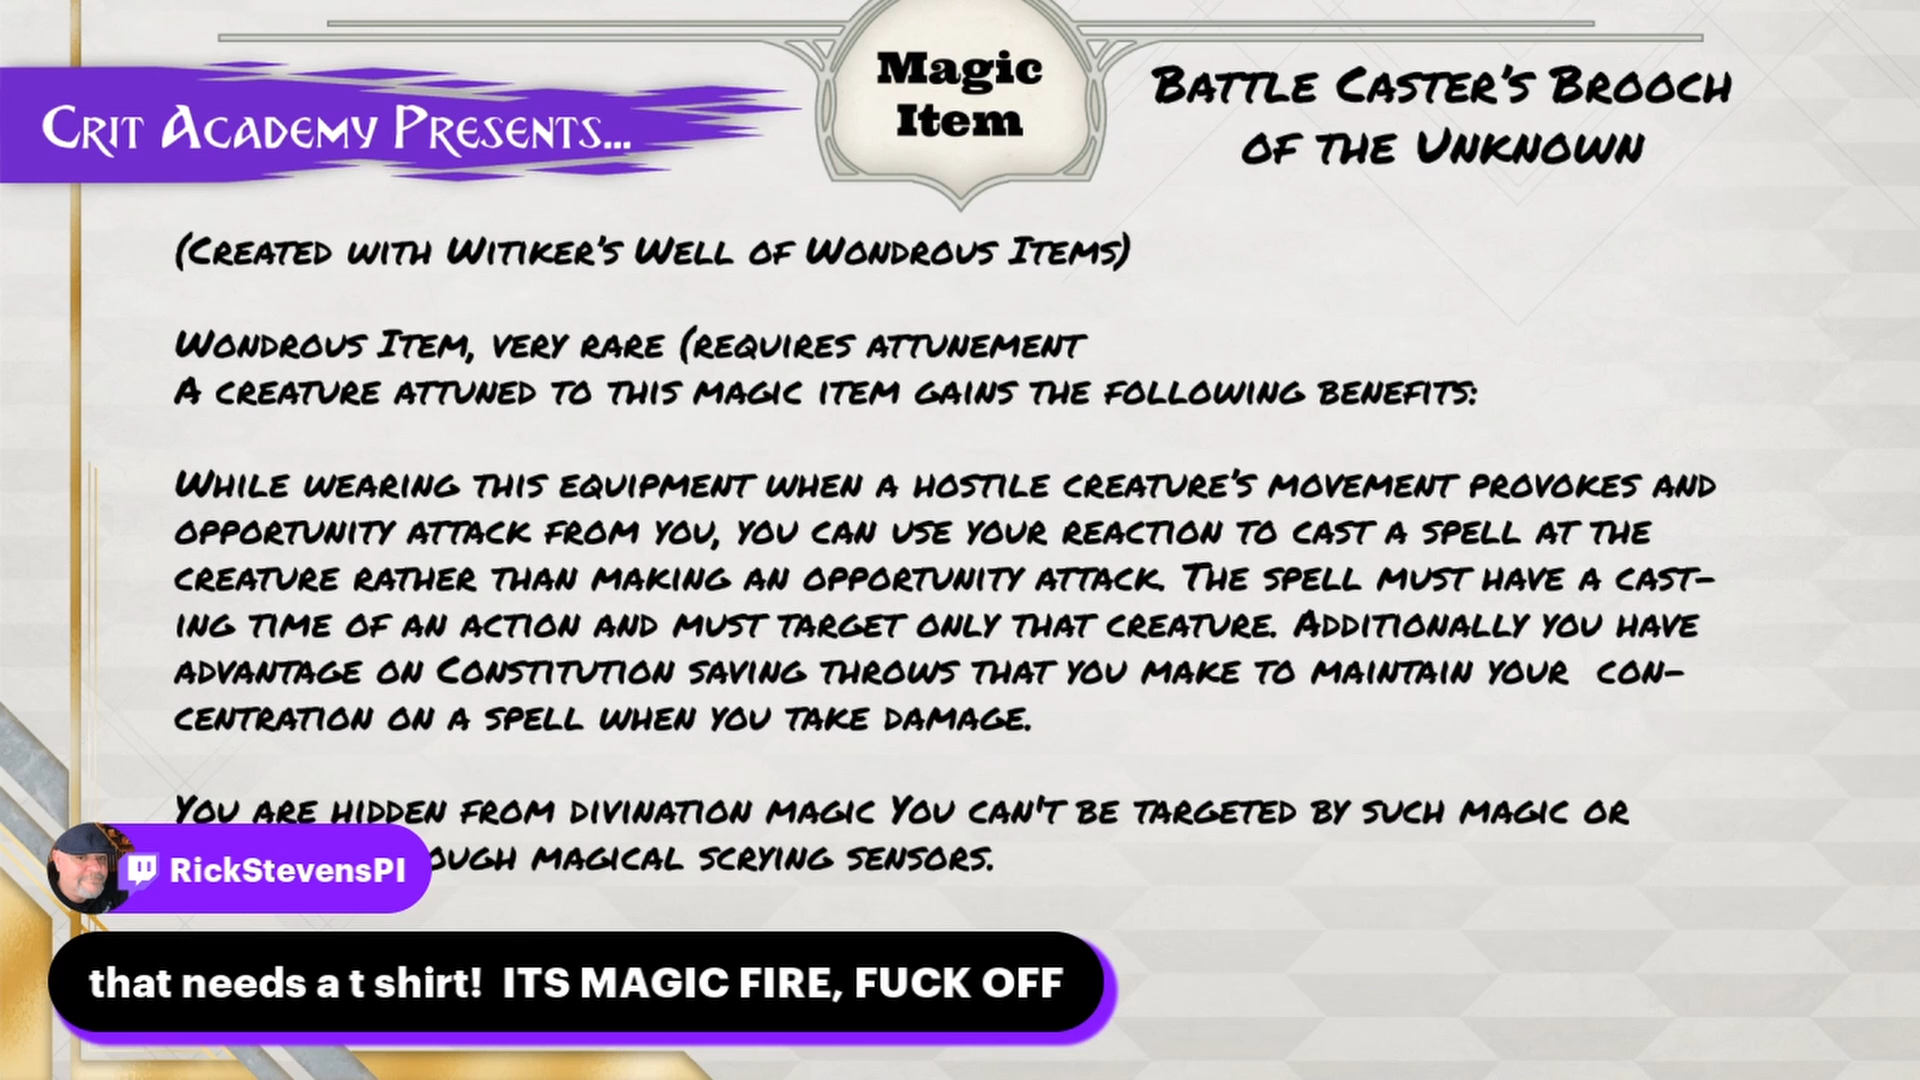 Magic
Item
Crit Academy Presents...
Battle Caster's Brooch
of the Unknown
(Created with Witiker's Well of Wondrous Items)
Wondrous Item, very rare (requires attunement
A creature attuned to this magic item gains the following benefits:
While wearing this equipment when a hostile creature's movement provokes and
opportunity attack from you, you can use your reaction to cast a spell at the
creature rather than making an opportunity attack. The spell must have a cast-
ing time of an action and must target only that creature. Additionally you have
advantage on Constitution saving throws that you make to maintain your con-
centration on a spell when you take damage.
You are hidden from divination magic You can't be targeted by such magic or
ough magical scrying sensors.
RickStevensPI
that needs a t shirt! ITS MAGIC FIRE, FUCK OFF